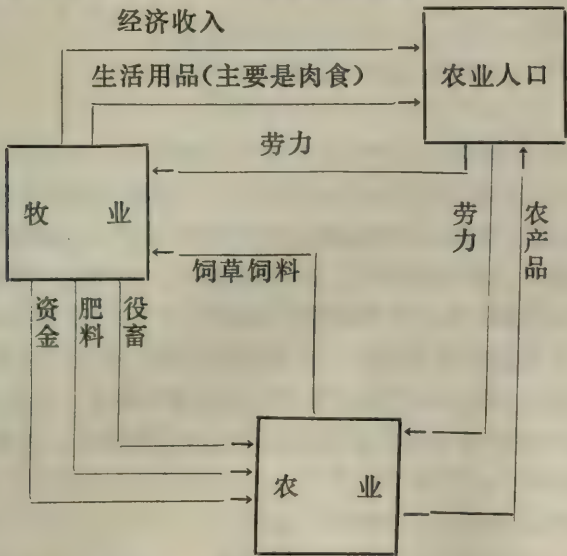 经济收入
生活用品(主要是肉食)
农业人口
劳力
牧 业
劳力
农产品
饲草饲料
资金
肥料
役畜
农 业